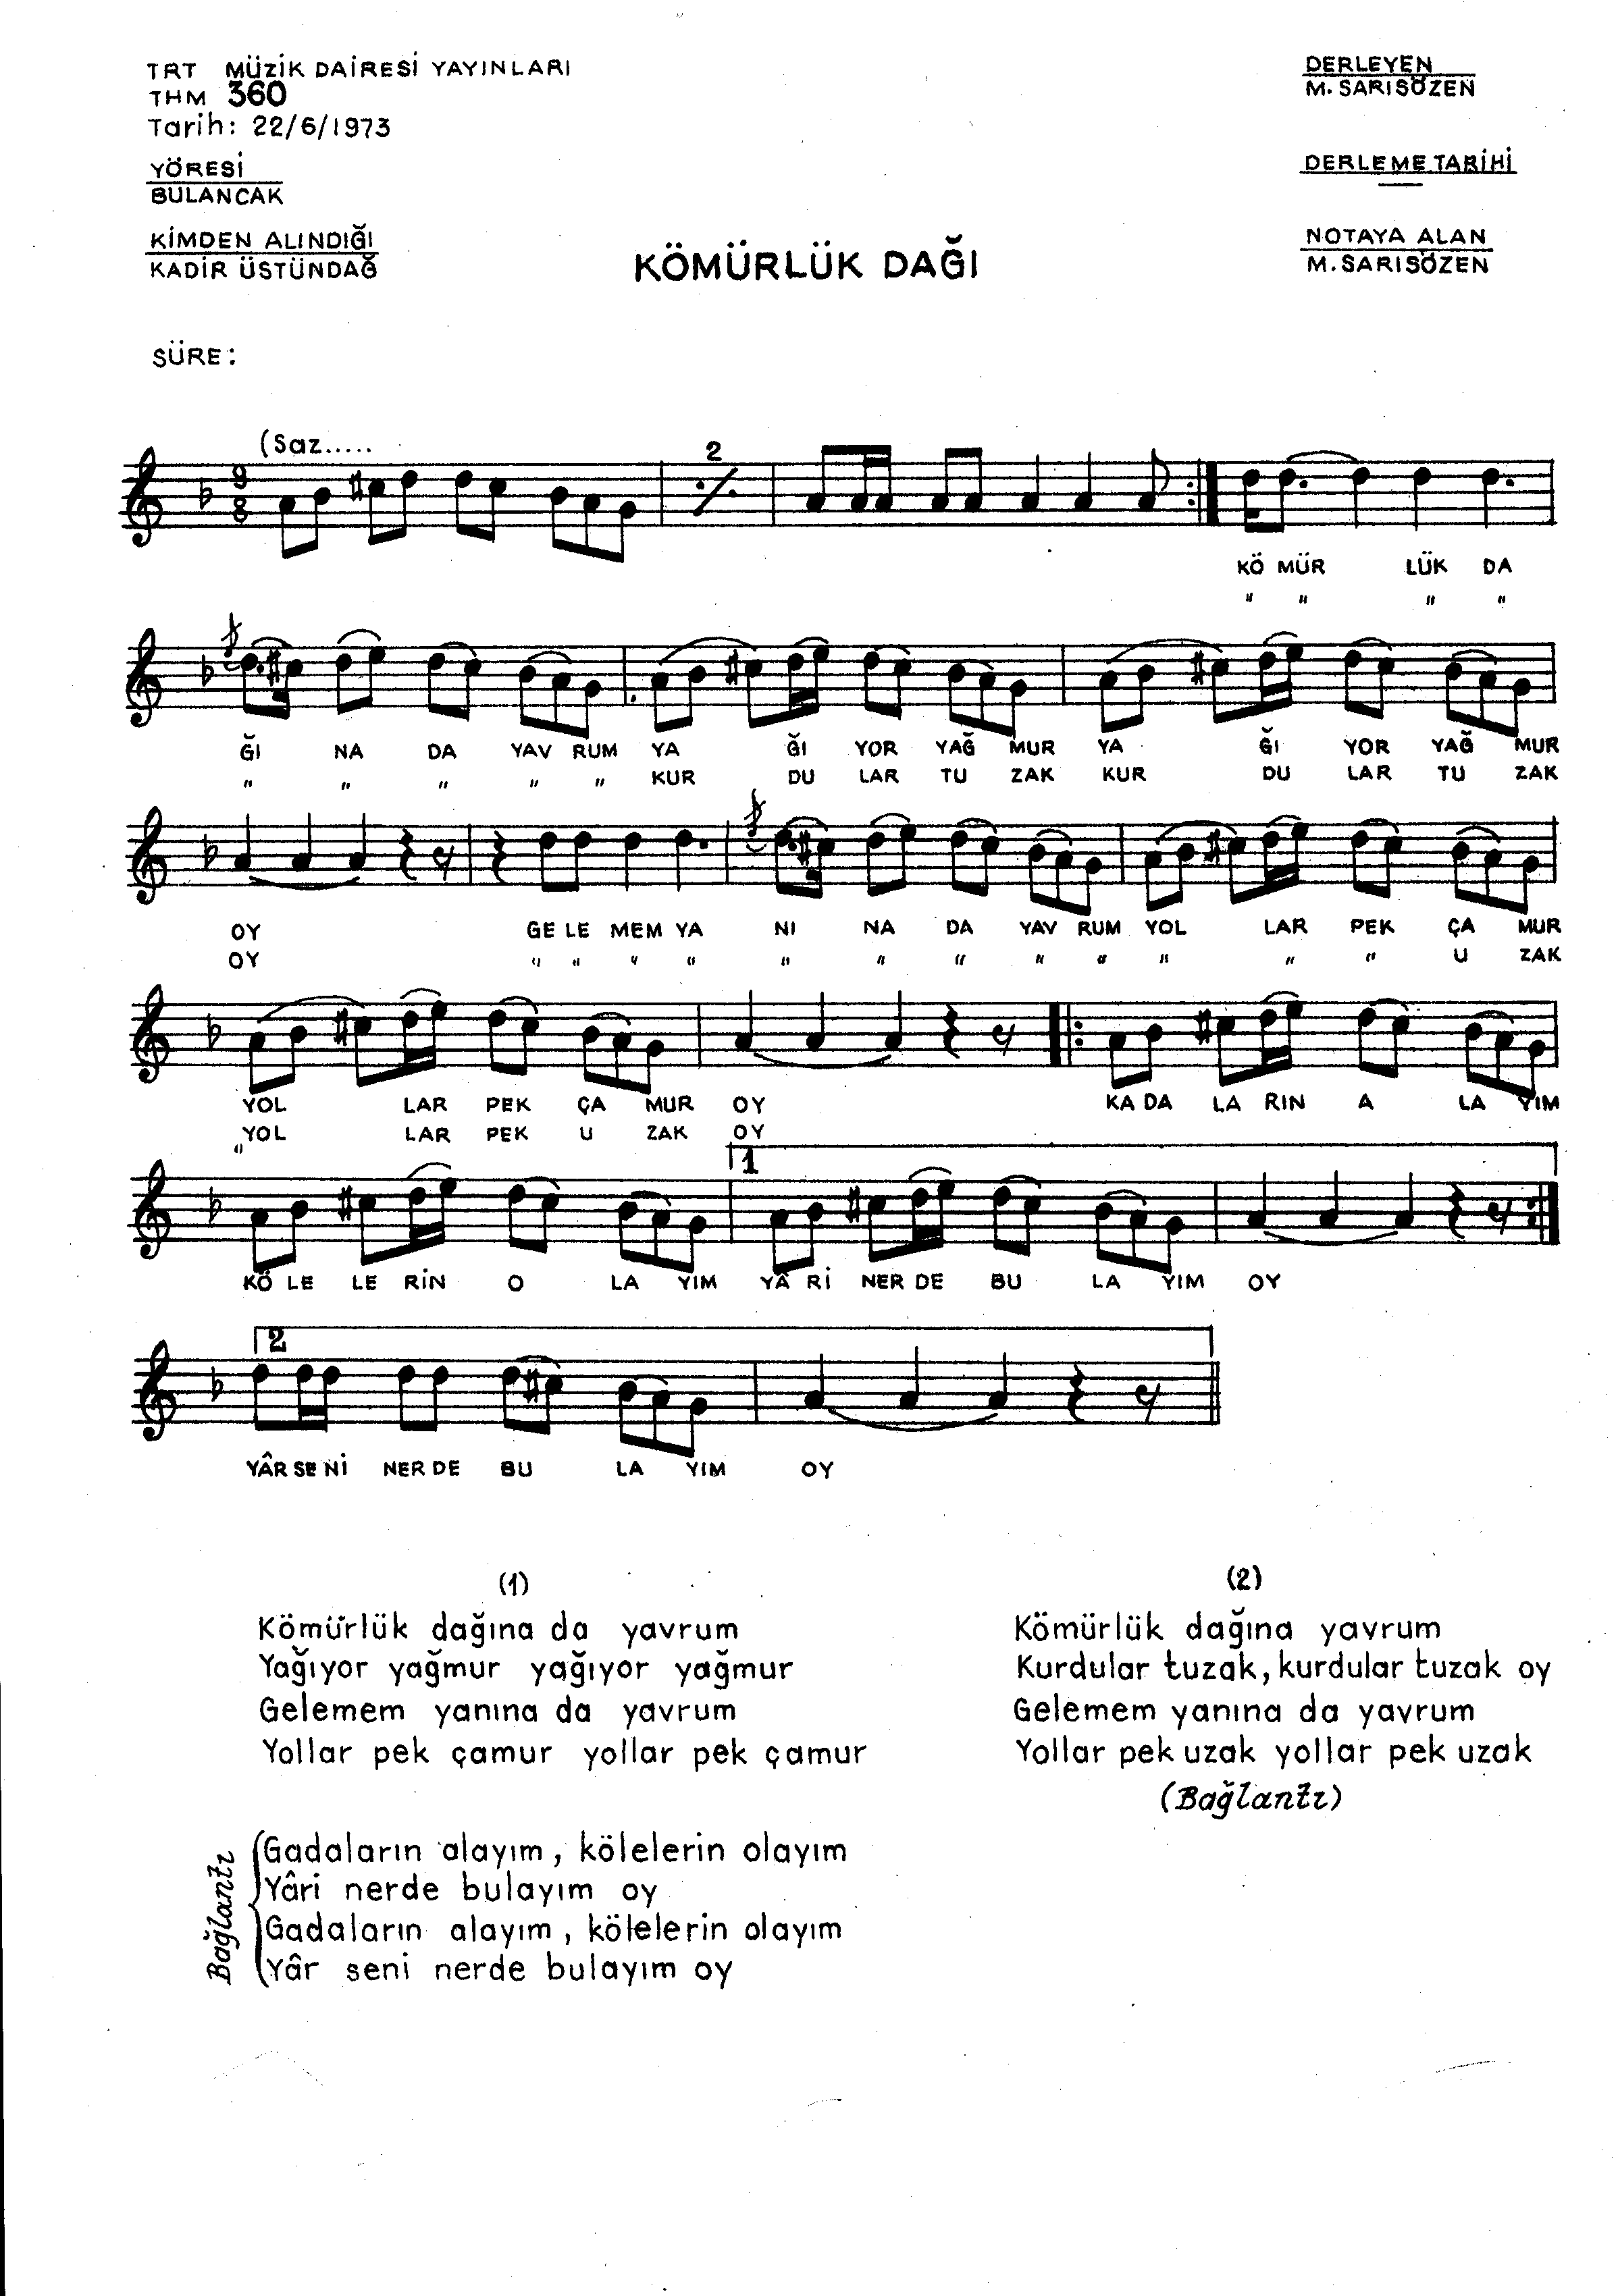 TRT MÜZİK DAİRESİ YAYINLARI
THM 360
Tarih: 22/6/1973
YÖRESİ
BULANCAK
KİMDEN ALINDIĞI
KADİR ÜSTÜNDAĞ
SÜRE:
DERLEYEN
M. SARISÖZEN
DERLEME TARİHİ
NOTAYA ALAN
M. SARISÖZEN
KÖMÜRLÜK DAĞI
(Saz.....
9
8
2
KÖ MÜR LÜK DA
" " " "
ĞI NA DA YAV RUM YA ĞI YOR YAĞ MUR YA ĞI YOR YAĞ MUR
" " " " " KUR DU LAR TU ZAK KUR DU LAR TU ZAK
OY GE LE MEM YA NI NA DA YAV RUM YOL LAR PEK ÇA MUR
OY " " " " " " " " " " " " U ZAK
YOL LAR PEK ÇA MUR OY KA DA LA RIN A LA YIM
"YOL LAR PEK U ZAK OY
1
KÖ LE LE RİN O LA YIM YÂ Rİ NER DE BU LA YIM OY
2
YÂR SE Nİ NER DE BU LA YIM OY
(1)
Kömürlük dağına da yavrum
Yağıyor yağmur yağıyor yağmur
Gelemem yanına da yavrum
Yollar pek çamur yollar pek çamur
(2)
Kömürlük dağına yavrum
Kurdular tuzak, kurdular tuzak oy
Gelemem yanına da yavrum
Yollar pek uzak yollar pek uzak
(Bağlantı)
Bağlantı
Gadaların alayım, kölelerin olayım
Yâri nerde bulayım oy
Gadaların alayım, kölelerin olayım
Yâr seni nerde bulayım oy